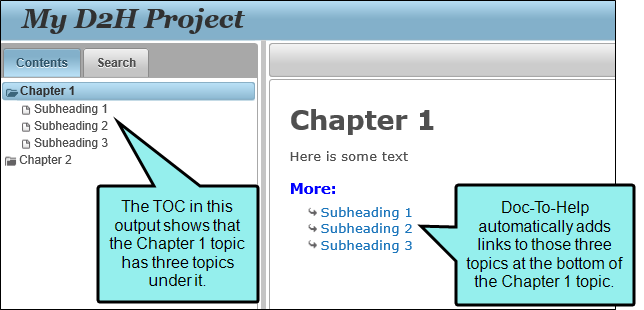 My D2H Project
Contents
Search
Chapter 1
Subheading 1
Subheading 2
Subheading 3
Chapter 2
The TOC in this
output shows that
the Chapter 1 topic
has three topics
under it.
Chapter 1
Here is some text
More:
Subheading 1
Subheading 2
Subheading 3
Doc-To-Help
automatically adds
links to those three
topics at the bottom of
the Chapter 1 topic.